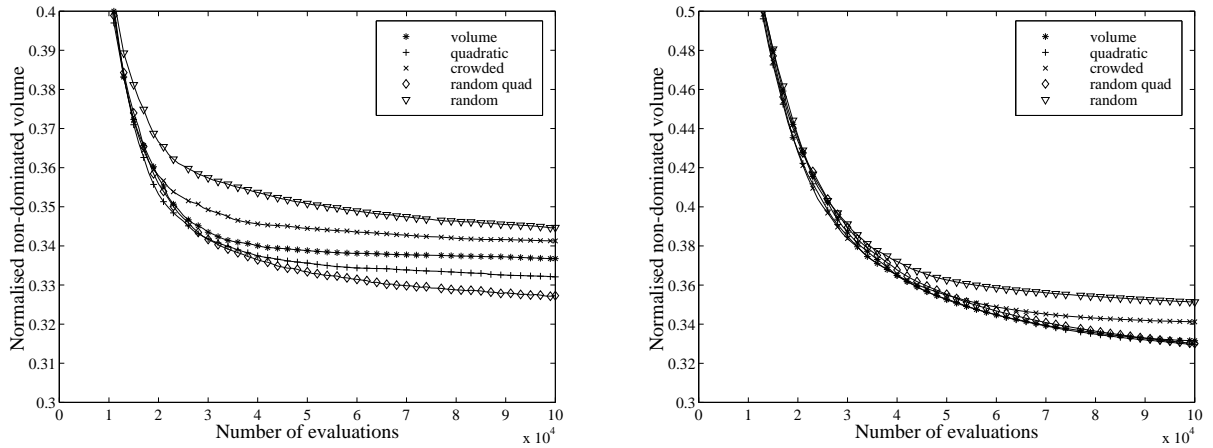 0.4
0.39
0.38
0.37
0.36
0.35
0.34
0.33
0.32
0.31
0.3
Normalised non-dominated volume
volume
quadratic
crowded
random quad
random
0 1 2 3 4 5 6 7 8 9 10
Number of evaluations
x 10^4
0.5
0.48
0.46
0.44
0.42
0.4
0.38
0.36
0.34
0.32
0.3
Normalised non-dominated volume
volume
quadratic
crowded
random quad
random
0 1 2 3 4 5 6 7 8 9 10
Number of evaluations
x 10^4